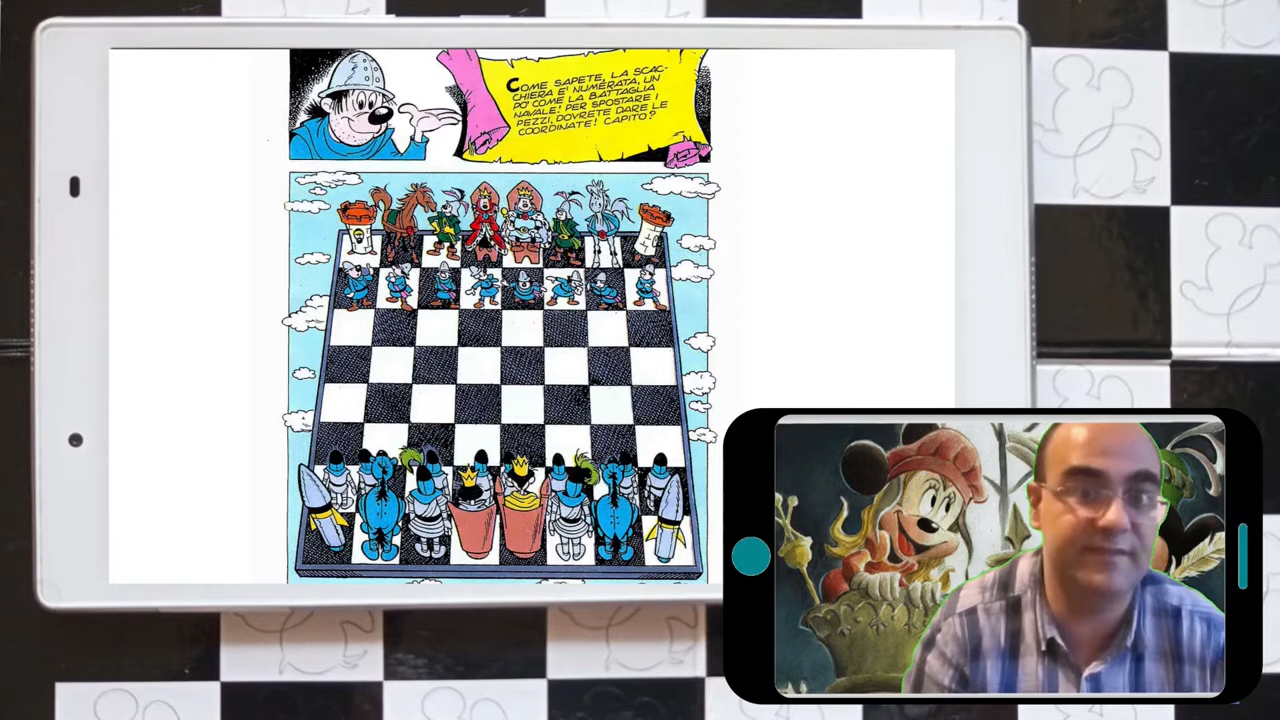 COME SAPETE, LA SCAC-
CHIERA E' NUMERATA, UN
PO' COME LA BATTAGLIA
NAVALE! PER SPOSTARE I
PEZZI, DOVRETE DARE LE
COORDINATE! CAPITO?